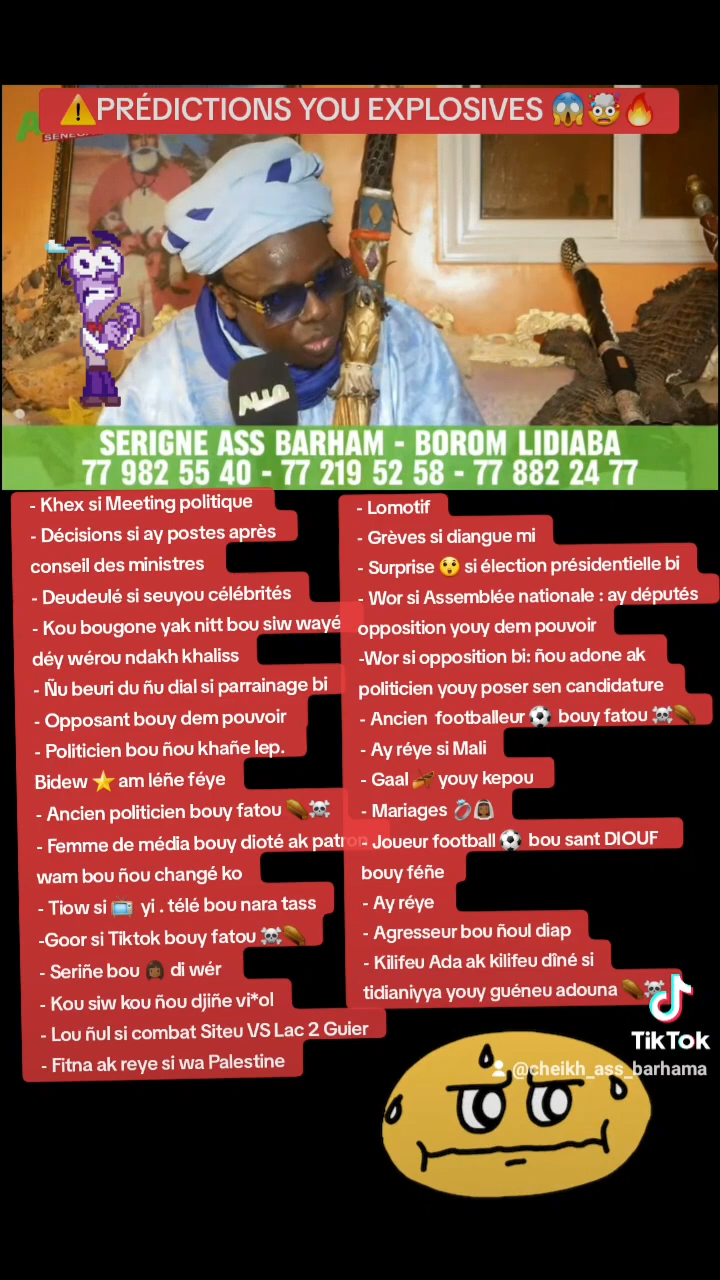 ⚠️PRÉDICTIONS YOU EXPLOSIVES 😱🤯🔥
ALLO
SERIGNE ASS BARHAM - BOROM LIDIABA
77 982 55 40 - 77 219 52 58 - 77 882 24 77
- Khex si Meeting politique
- Décisions si ay postes après
conseil des ministres
- Deudeulé si seuyou célébrités
- Kou bougone yak nitt bou siw wayé
déy wérou ndakh khaliss
- Ñu beuri du ñu dial si parrainage bi
- Opposant bouy dem pouvoir
- Politicien bou ñou khañe lep.
Bidew ⭐ am léñe féye
- Ancien politicien bouy fatou ⚰️☠️
- Femme de média bouy dioté ak patron
wam bou ñou changé ko
- Tiow si 📺 yi . télé bou nara tass
-Goor si Tiktok bouy fatou ☠️⚰️
- Seriñe bou 👩🏿 di wér
- Kou siw kou ñou djiñe vi*ol
- Lou ñul si combat Siteu VS Lac 2 Guier
- Fitna ak reye si wa Palestine
- Lomotif
- Grèves si diangue mi
- Surprise 😲 si élection présidentielle bi
- Wor si Assemblée nationale : ay députés
opposition youy dem pouvoir
-Wor si opposition bi: ñou adone ak
politicien youy poser sen candidature
- Ancien footballeur ⚽ bouy fatou ☠️⚰️
- Ay réye si Mali
- Gaal 🛶 youy kepou
- Mariages 💍👰🏿
- Joueur football ⚽ bou sant DIOUF
bouy féñe
- Ay réye
- Agresseur bou ñoul diap
- Kilifeu Ada ak kilifeu dîné si
tidianiyya youy guéneu adouna ⚰️☠️
TikTok
@cheikh_ass_barhama